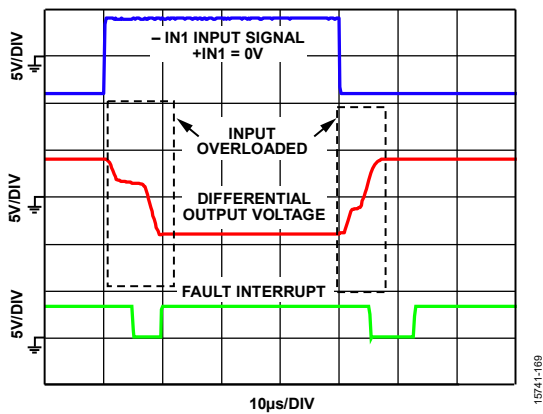 – IN1 INPUT SIGNAL
+IN1 = 0V
5V/DIV
INPUT
OVERLOADED
5V/DIV
DIFFERENTIAL
OUTPUT VOLTAGE
FAULT INTERRUPT
5V/DIV
10µs/DIV
15741-169